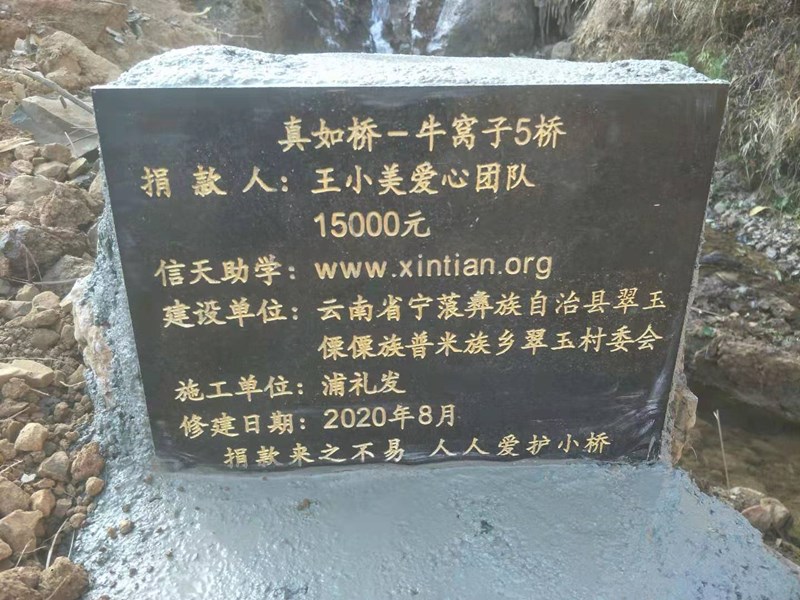 真如桥－牛窝子5桥
捐款人：王小美爱心团队
15000元
信天助学：www.xintian.org
建设单位：云南省宁蒗彝族自治县翠玉
傈僳族普米族乡翠玉村委会
施工单位：浦礼发
修建日期：2020年8月
捐款来之不易 人人爱护小桥